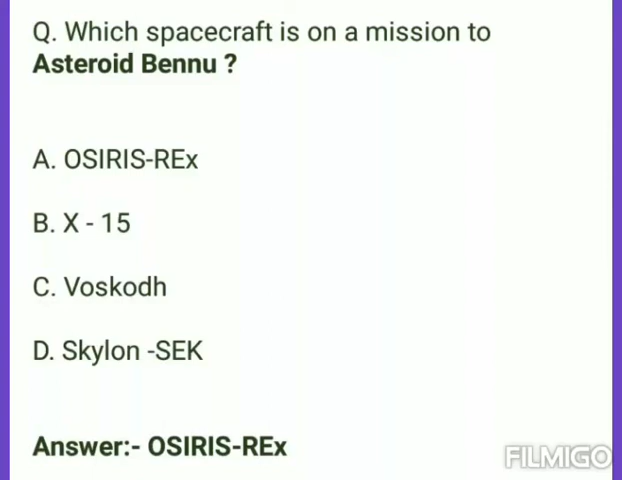 Q. Which spacecraft is on a mission to
Asteroid Bennu ?
A. OSIRIS-REx
B. X - 15
C. Voskodh
D. Skylon -SEK
Answer:- OSIRIS-REx
FILMIGO